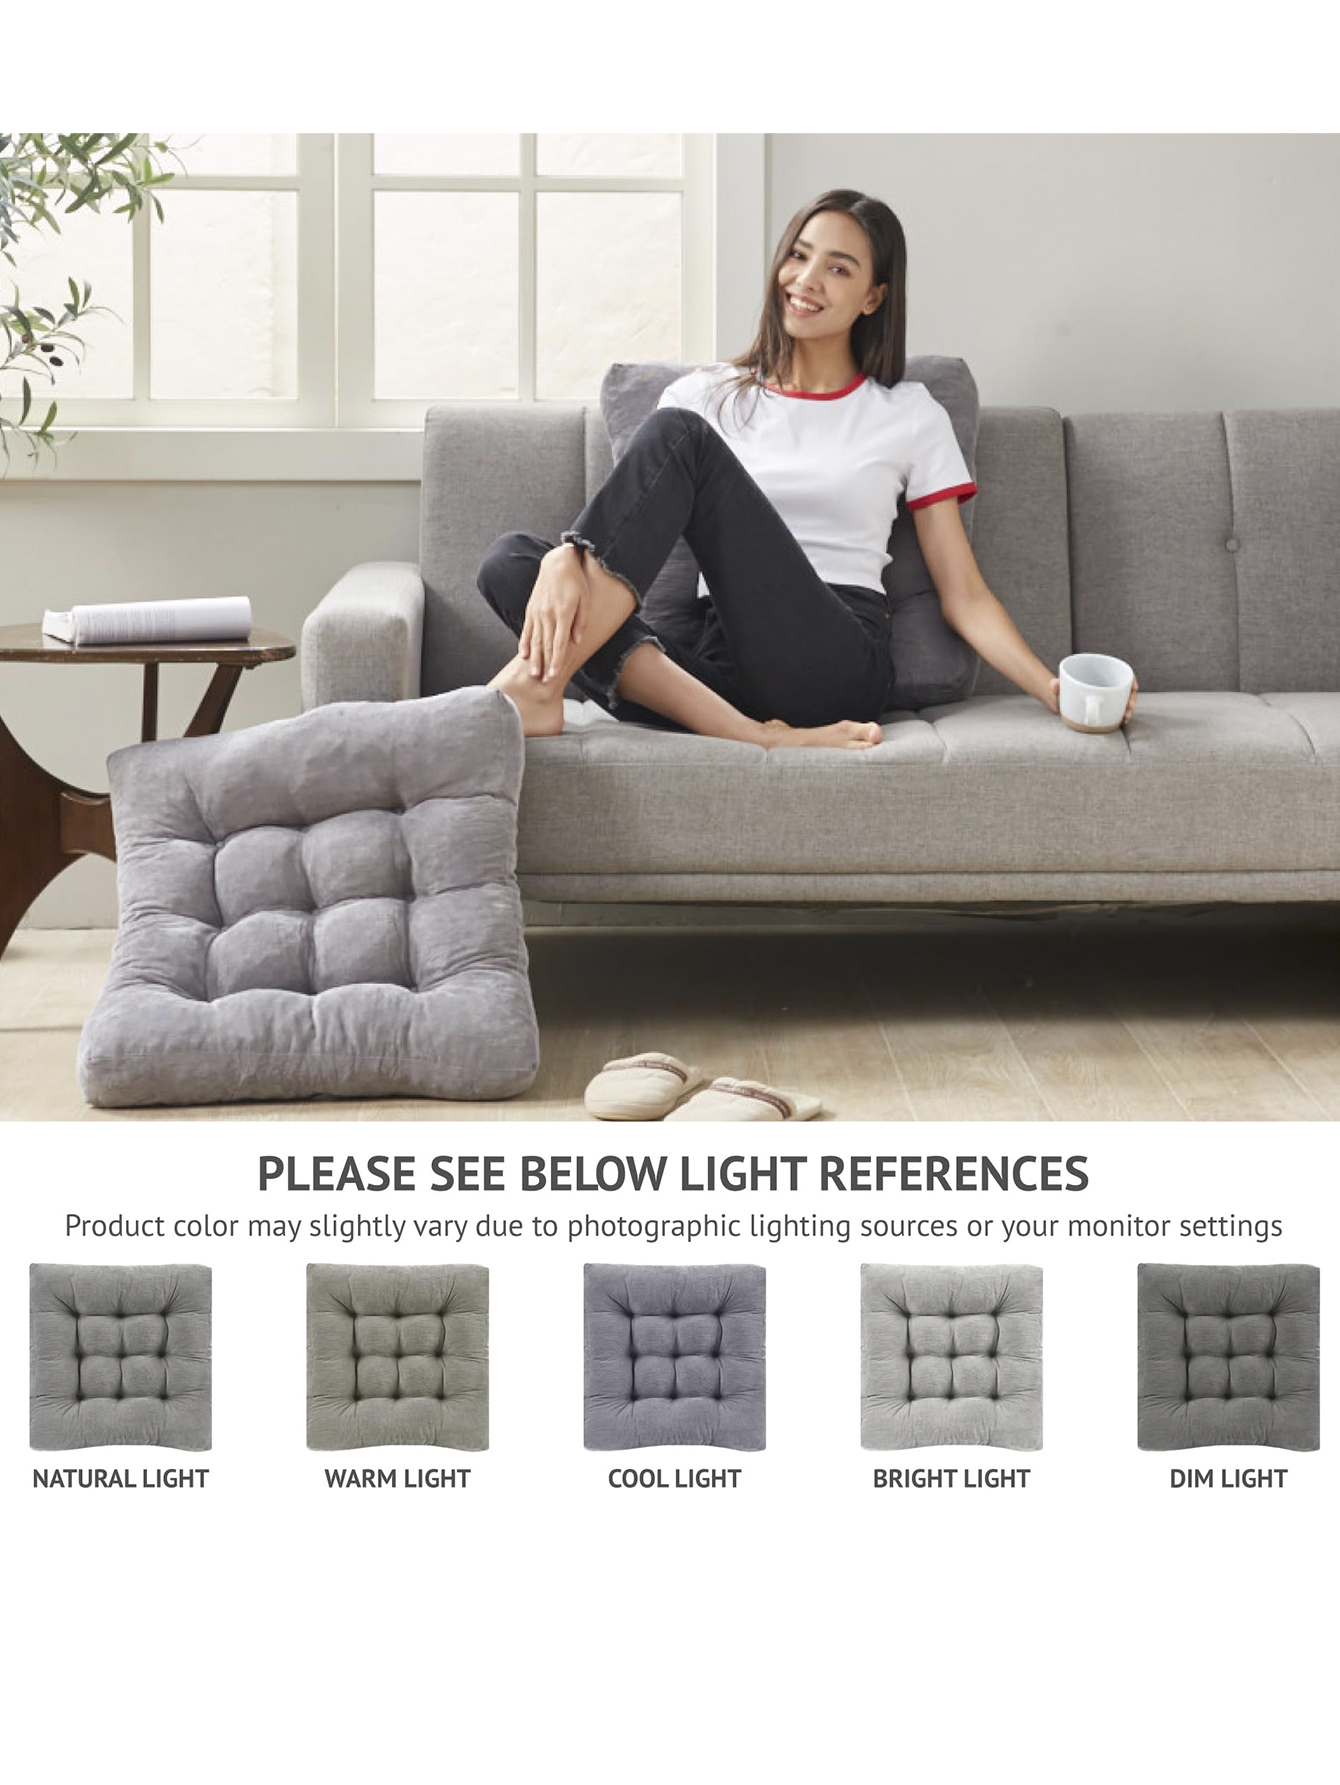 PLEASE SEE BELOW LIGHT REFERENCES
Product color may slightly vary due to photographic lighting sources or your monitor settings
NATURAL LIGHT
WARM LIGHT
COOL LIGHT
BRIGHT LIGHT
DIM LIGHT